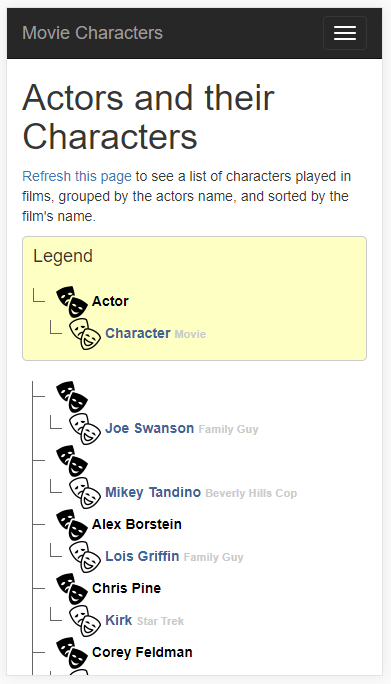 Movie Characters
Actors and their
Characters
Refresh this page to see a list of characters played in
films, grouped by the actors name, and sorted by the
film's name.
Legend
Actor
Character Movie
Joe Swanson Family Guy
Mikey Tandino Beverly Hills Cop
Alex Borstein
Lois Griffin Family Guy
Chris Pine
Kirk Star Trek
Corey Feldman